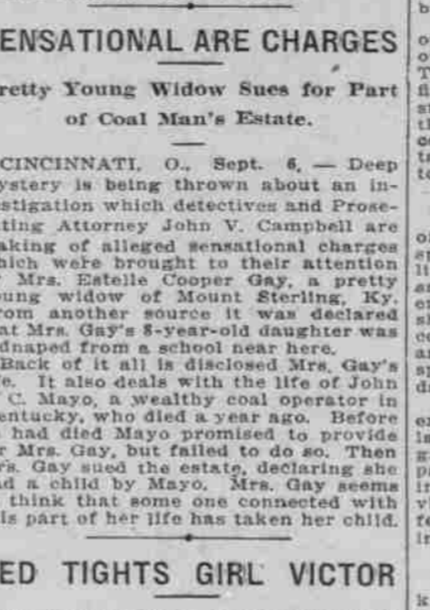 ENSATIONAL ARE CHARGES
retty Young Widow Sues for Part
of Coal Man's Estate.
CINCINNATI, O., Sept. 6, — Deep
ystery is being thrown about an in-
estigation which detectives and Prose-
ting Attorney John V. Campbell are
aking of alleged sensational charges
hich were brought to their attention
Mrs. Estelle Cooper Gay, a pretty
oung widow of Mount Sterling, Ky.
rom another source it was declared
at Mrs. Gay's 8-year-old daughter was
dnaped from a school near here.
Back of it all is disclosed Mrs. Gay's
fe. It also deals with the life of John
C. Mayo, a wealthy coal operator in
entucky, who died a year ago. Before
had died Mayo promised to provide
r Mrs. Gay, but failed to do so. Then
rs. Gay sued the estate, declaring she
ad a child by Mayo. Mrs. Gay seems
think that some one connected with
is part of her life has taken her child.
ED TIGHTS GIRL VICTOR